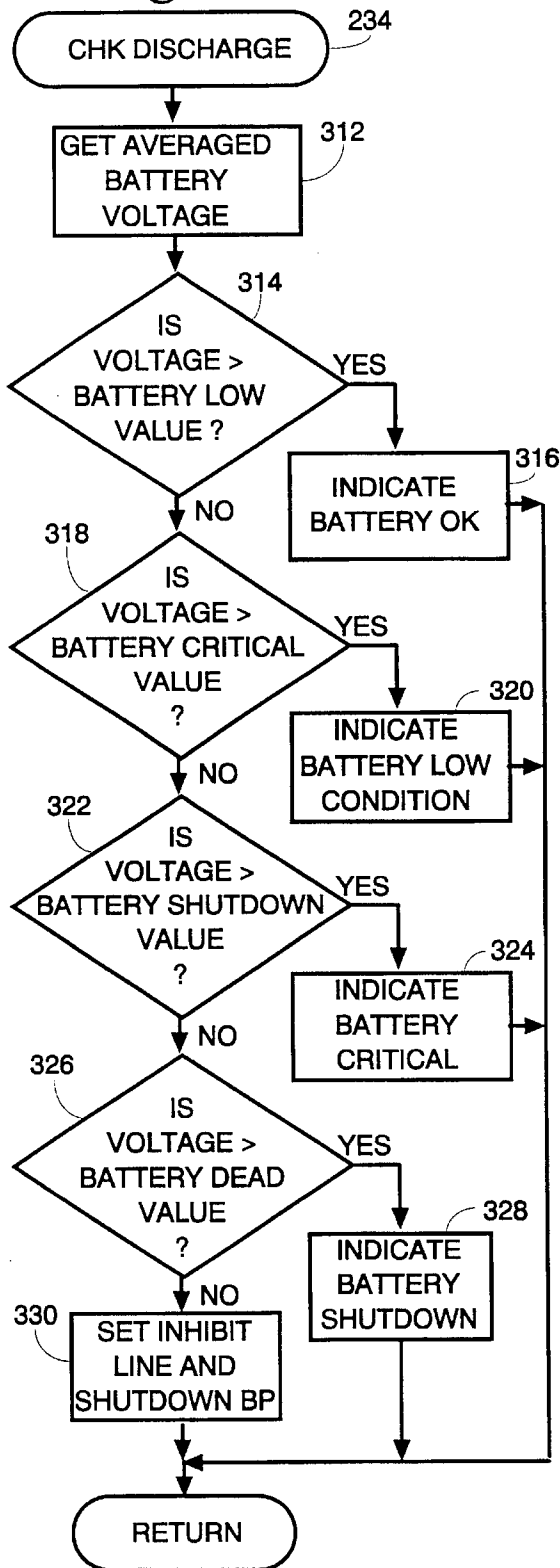 CHK DISCHARGE
234
312
GET AVERAGED
BATTERY
VOLTAGE
314
IS
VOLTAGE >
BATTERY LOW
VALUE ?
YES
316
INDICATE
BATTERY OK
NO
318
IS
VOLTAGE >
BATTERY CRITICAL
VALUE
?
YES
320
INDICATE
BATTERY LOW
CONDITION
NO
322
IS
VOLTAGE >
BATTERY SHUTDOWN
VALUE
?
YES
324
INDICATE
BATTERY
CRITICAL
NO
326
IS
VOLTAGE >
BATTERY DEAD
VALUE
?
YES
328
INDICATE
BATTERY
SHUTDOWN
NO
330
SET INHIBIT
LINE AND
SHUTDOWN BP
RETURN